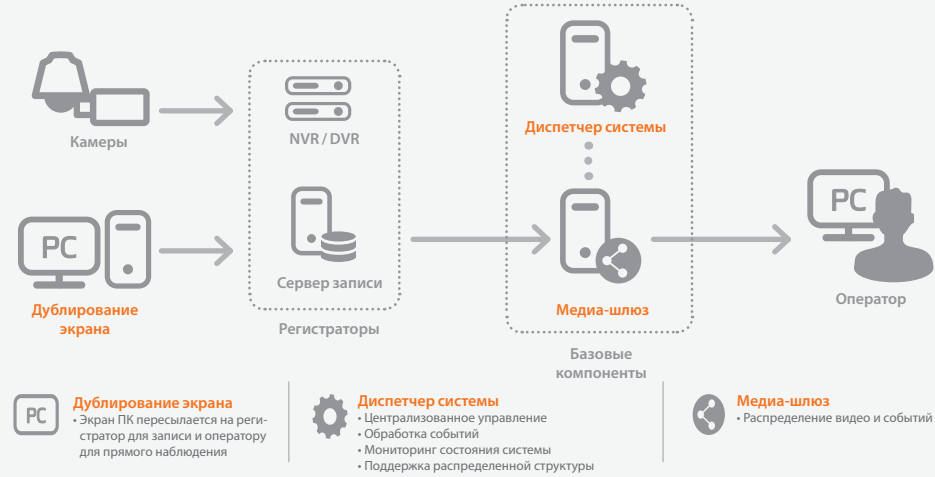 Камеры
NVR / DVR
Диспетчер системы
PC
PC
Дублирование
экрана
Сервер записи
Регистраторы
Медиа-шлюз
Базовые
компоненты
Оператор
PC
Дублирование экрана
• Экран ПК пересылается на реги-
стратор для записи и оператору
для прямого наблюдения
Диспетчер системы
• Централизованное управление
• Обработка событий
• Мониторинг состояния системы
• Поддержка распределенной структуры
Медиа-шлюз
• Распределение видео и событий